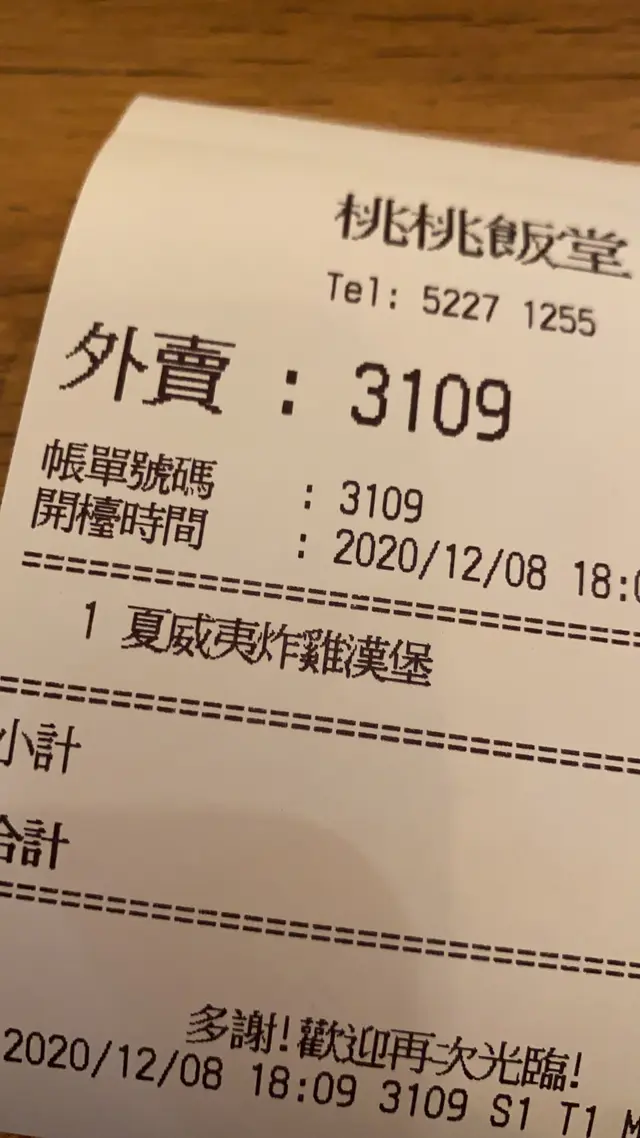 桃桃飯堂
Tel: 5227 1255
外賣 : 3109
帳單號碼 : 3109
開檯時間 : 2020/12/08 18:0
1 夏威夷炸雞漢堡
小計
合計
多謝!歡迎再次光臨!
2020/12/08 18:09 3109 S1 T1